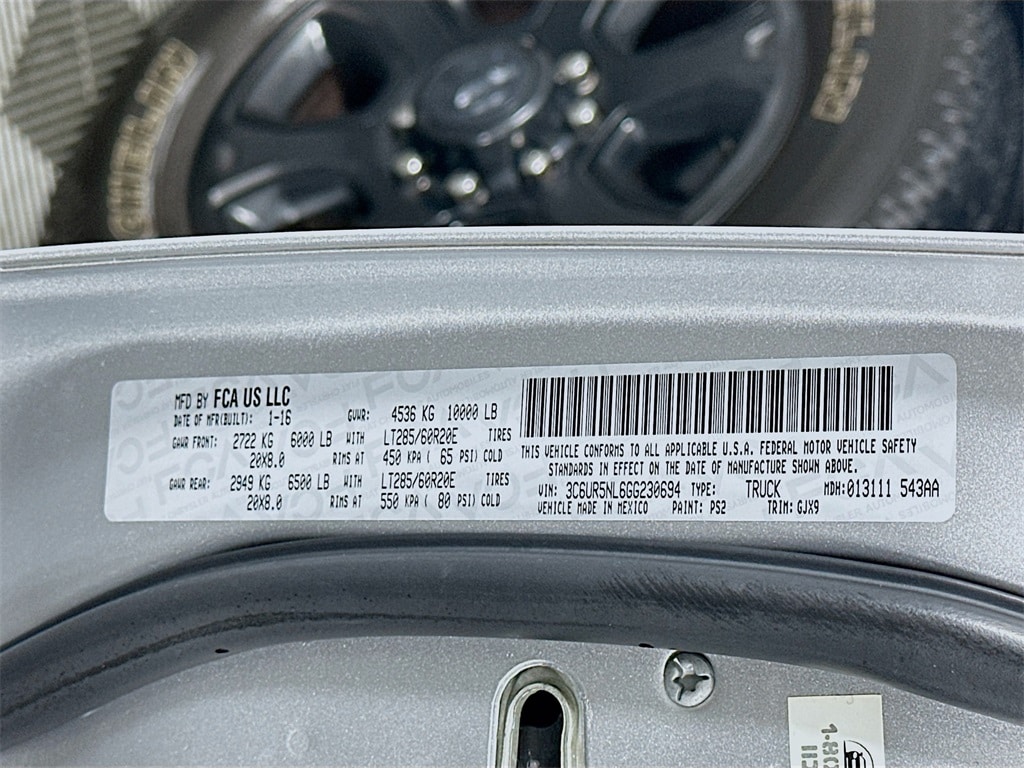 MFD BY FCA US LLC
DATE OF MFR(BUILT): 1-16 GVWR: 4536 KG 10000 LB
GAWR FRONT: 2722 KG 6000 LB WITH LT285/60R20E TIRES
20X8.0 RIMS AT 450 KPA ( 65 PSI) COLD
GAWR REAR: 2949 KG 6500 LB WITH LT285/60R20E TIRES
20X8.0 RIMS AT 550 KPA ( 80 PSI) COLD
THIS VEHICLE CONFORMS TO ALL APPLICABLE U.S.A. FEDERAL MOTOR VEHICLE SAFETY
STANDARDS IN EFFECT ON THE DATE OF MANUFACTURE SHOWN ABOVE.
VIN: 3C6UR5NL6GG230694 TYPE: TRUCK MDH:013111 543AA
VEHICLE MADE IN MEXICO PAINT: PS2 TRIM: GJX9
1-80